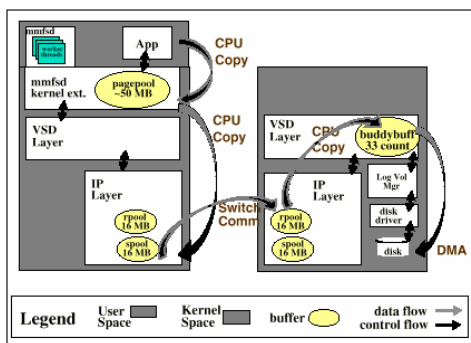 mmfsd
worker
threads
App
CPU
Copy
mmfsd
kernel ext.
pagepool
~50 MB
VSD
Layer
CPU
Copy
IP
Layer
rpool
16 MB
spool
16 MB
Switch
Comm
VSD
Layer
CPU
Copy
buddybuff
33 count
IP
Layer
rpool
16 MB
spool
16 MB
Log Vol
Mgr
disk
driver
disk
DMA
Legend
User
Space
Kernel
Space
buffer
data flow
control flow